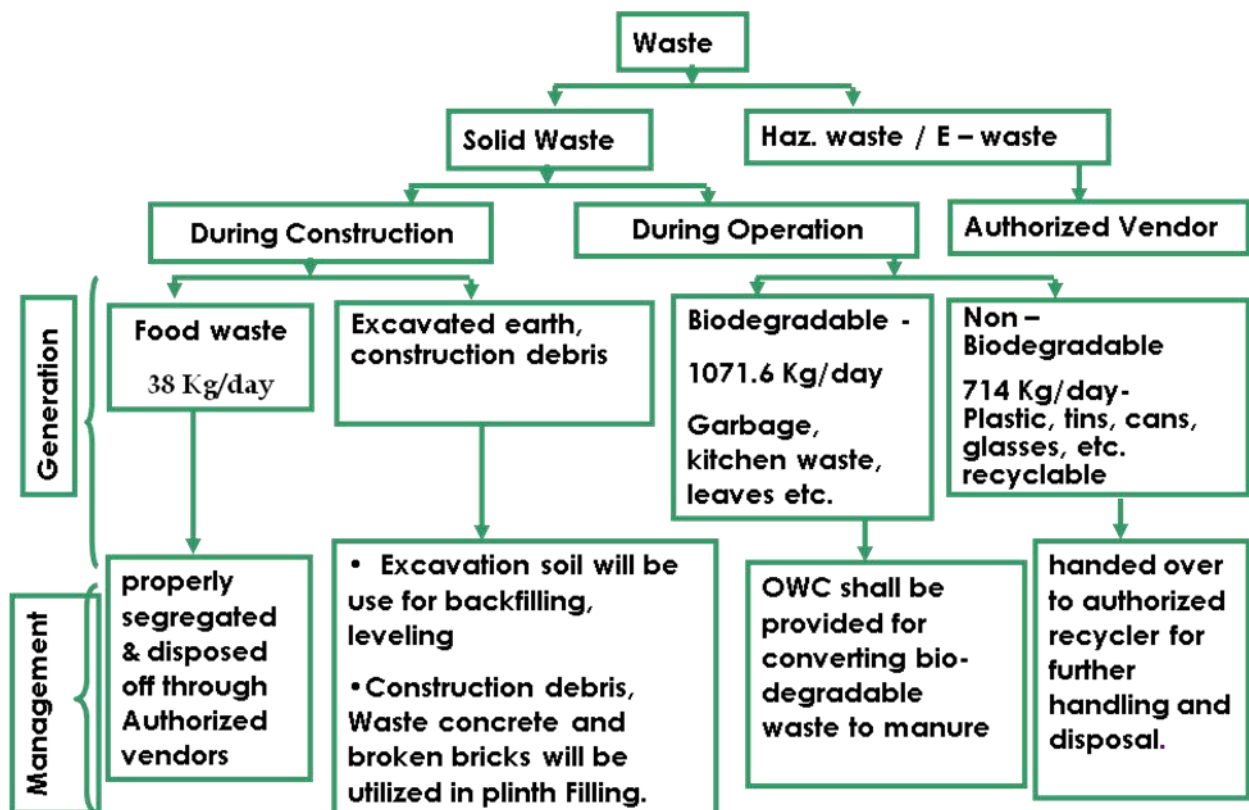 Waste
Solid Waste
Haz. waste / E – waste
During Construction
During Operation
Authorized Vendor
Generation
Food waste
38 Kg/day
Excavated earth,
construction debris
Biodegradable -
1071.6 Kg/day
Garbage,
kitchen waste,
leaves etc.
Non –
Biodegradable
714 Kg/day-
Plastic, tins, cans,
glasses, etc.
recyclable
Management
properly
segregated
& disposed
off through
Authorized
vendors
• Excavation soil will be
use for backfilling,
leveling
•Construction debris,
Waste concrete and
broken bricks will be
utilized in plinth Filling.
OWC shall be
provided for
converting bio-
degradable
waste to manure
handed over
to authorized
recycler for
further
handling and
disposal.